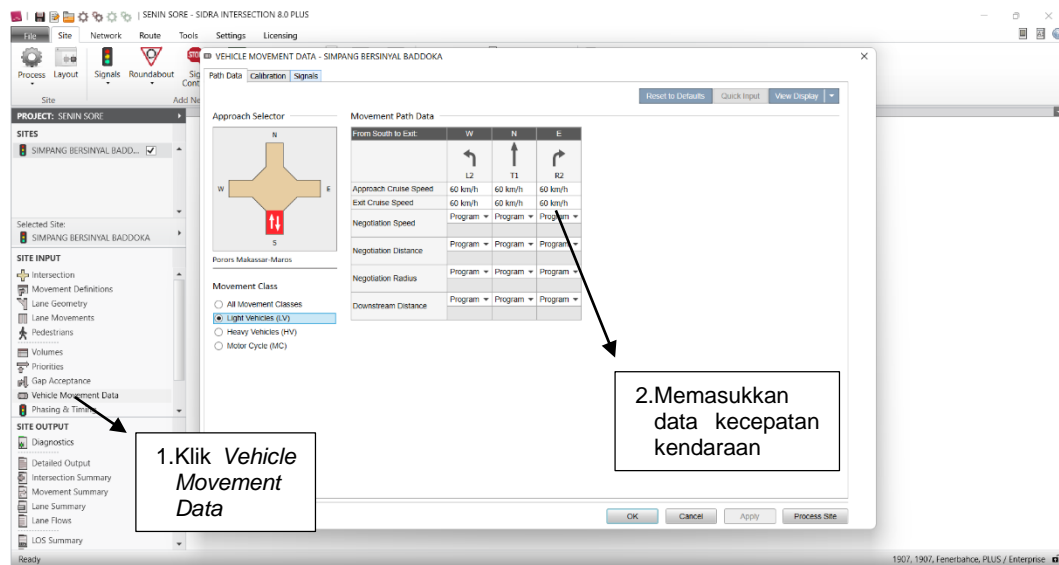 SENIN SORE - SIDRA INTERSECTION 8.0 PLUS
File Site Network Route Tools Settings Licensing
Process Layout Signals Roundabout
Site
PROJECT: SENIN SORE
SITES
SIMPANG BERSINYAL BADD...
Selected Site:
SIMPANG BERSINYAL BADDOKA
SITE INPUT
Intersection
Movement Definitions
Lane Geometry
Lane Movements
Pedestrians
Volumes
Priorities
Gap Acceptance
Vehicle Movement Data
Phasing & Timing
SITE OUTPUT
Diagnostics
Detailed Output
Intersection Summary
Movement Summary
Lane Summary
Lane Flows
LOS Summary
Ready
VEHICLE MOVEMENT DATA - SIMPANG BERSINYAL BADDOKA
Path Data Calibration Signals
Reset to Defaults Quick Input View Display
Approach Selector
N
W E
S
Porors Makassar-Maros
Movement Class
All Movement Classes
Light Vehicles (LV)
Heavy Vehicles (HV)
Motor Cycle (MC)
Movement Path Data
From South to Exit: W N E
L2 T1 R2
Approach Cruise Speed 60 km/h 60 km/h 60 km/h
Exit Cruise Speed 60 km/h 60 km/h 60 km/h
Negotiation Speed Program Program Program
Negotiation Distance Program Program Program
Negotiation Radius Program Program Program
Downstream Distance Program Program Program
OK Cancel Apply Process Site
1.Klik Vehicle
Movement
Data
2.Memasukkan
data kecepatan
kendaraan
1907, 1907, Fenerbahce, PLUS / Enterprise